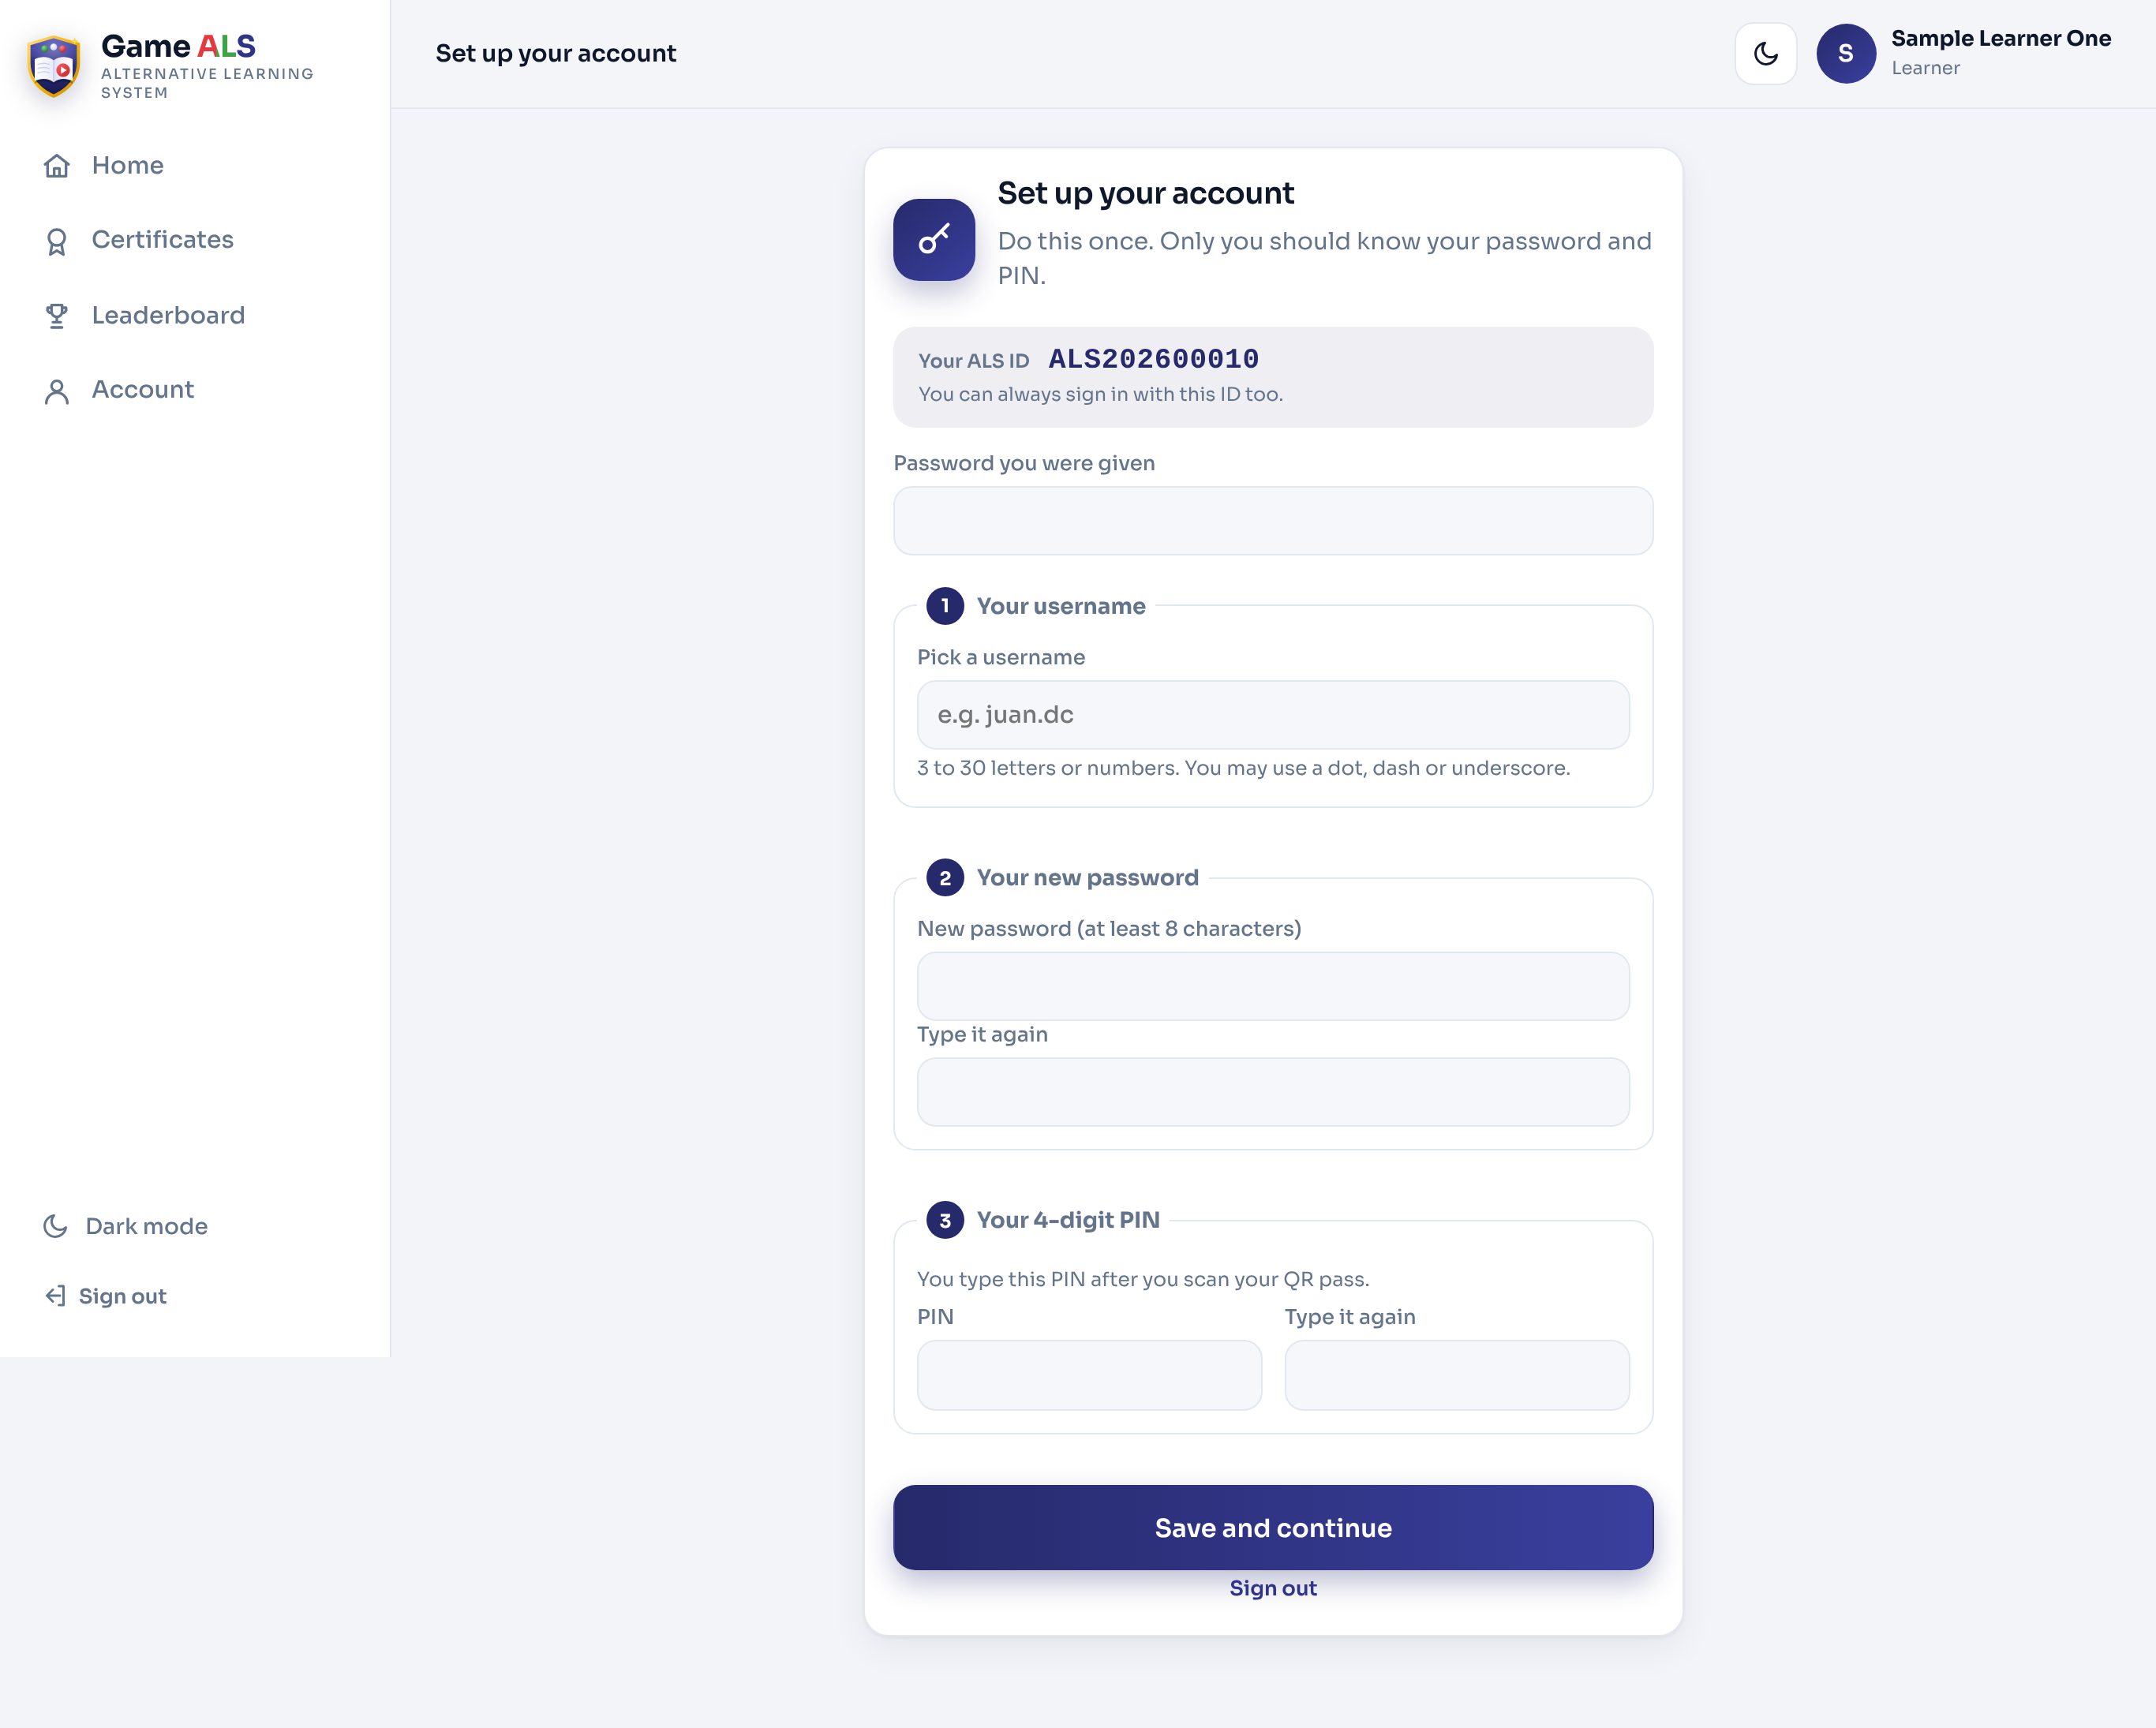 Game ALS
ALTERNATIVE LEARNING
SYSTEM
Home
Certificates
Leaderboard
Account
Dark mode
Sign out
Set up your account
S
Sample Learner One
Learner
Set up your account
Do this once. Only you should know your password and
PIN.
Your ALS ID ALS202600010
You can always sign in with this ID too.
Password you were given
1 Your username
Pick a username
e.g. juan.dc
3 to 30 letters or numbers. You may use a dot, dash or underscore.
2 Your new password
New password (at least 8 characters)
Type it again
3 Your 4-digit PIN
You type this PIN after you scan your QR pass.
PIN Type it again
Save and continue
Sign out